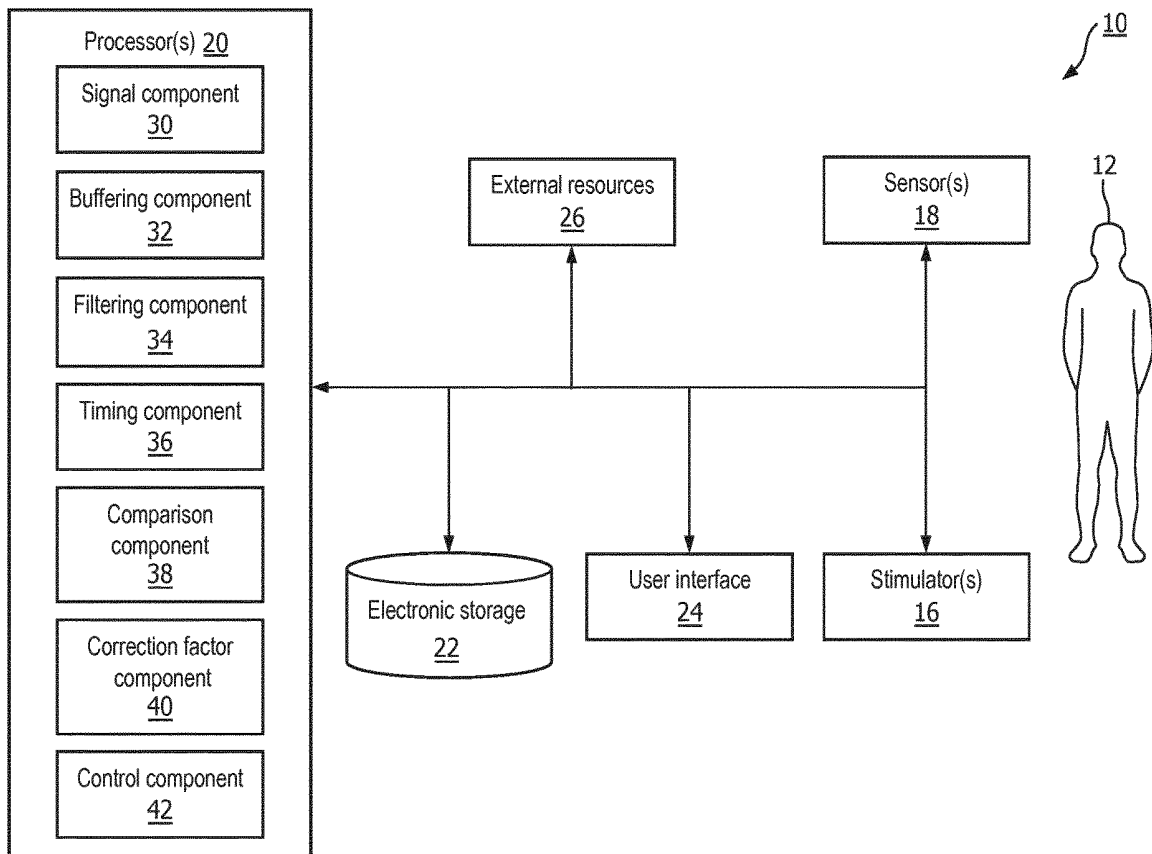 Processor(s) 20
Signal component
30
Buffering component
32
Filtering component
34
Timing component
36
Comparison
component
38
Correction factor
component
40
Control component
42
External resources
26
Sensor(s)
18
10
12
Electronic storage
22
User interface
24
Stimulator(s)
16